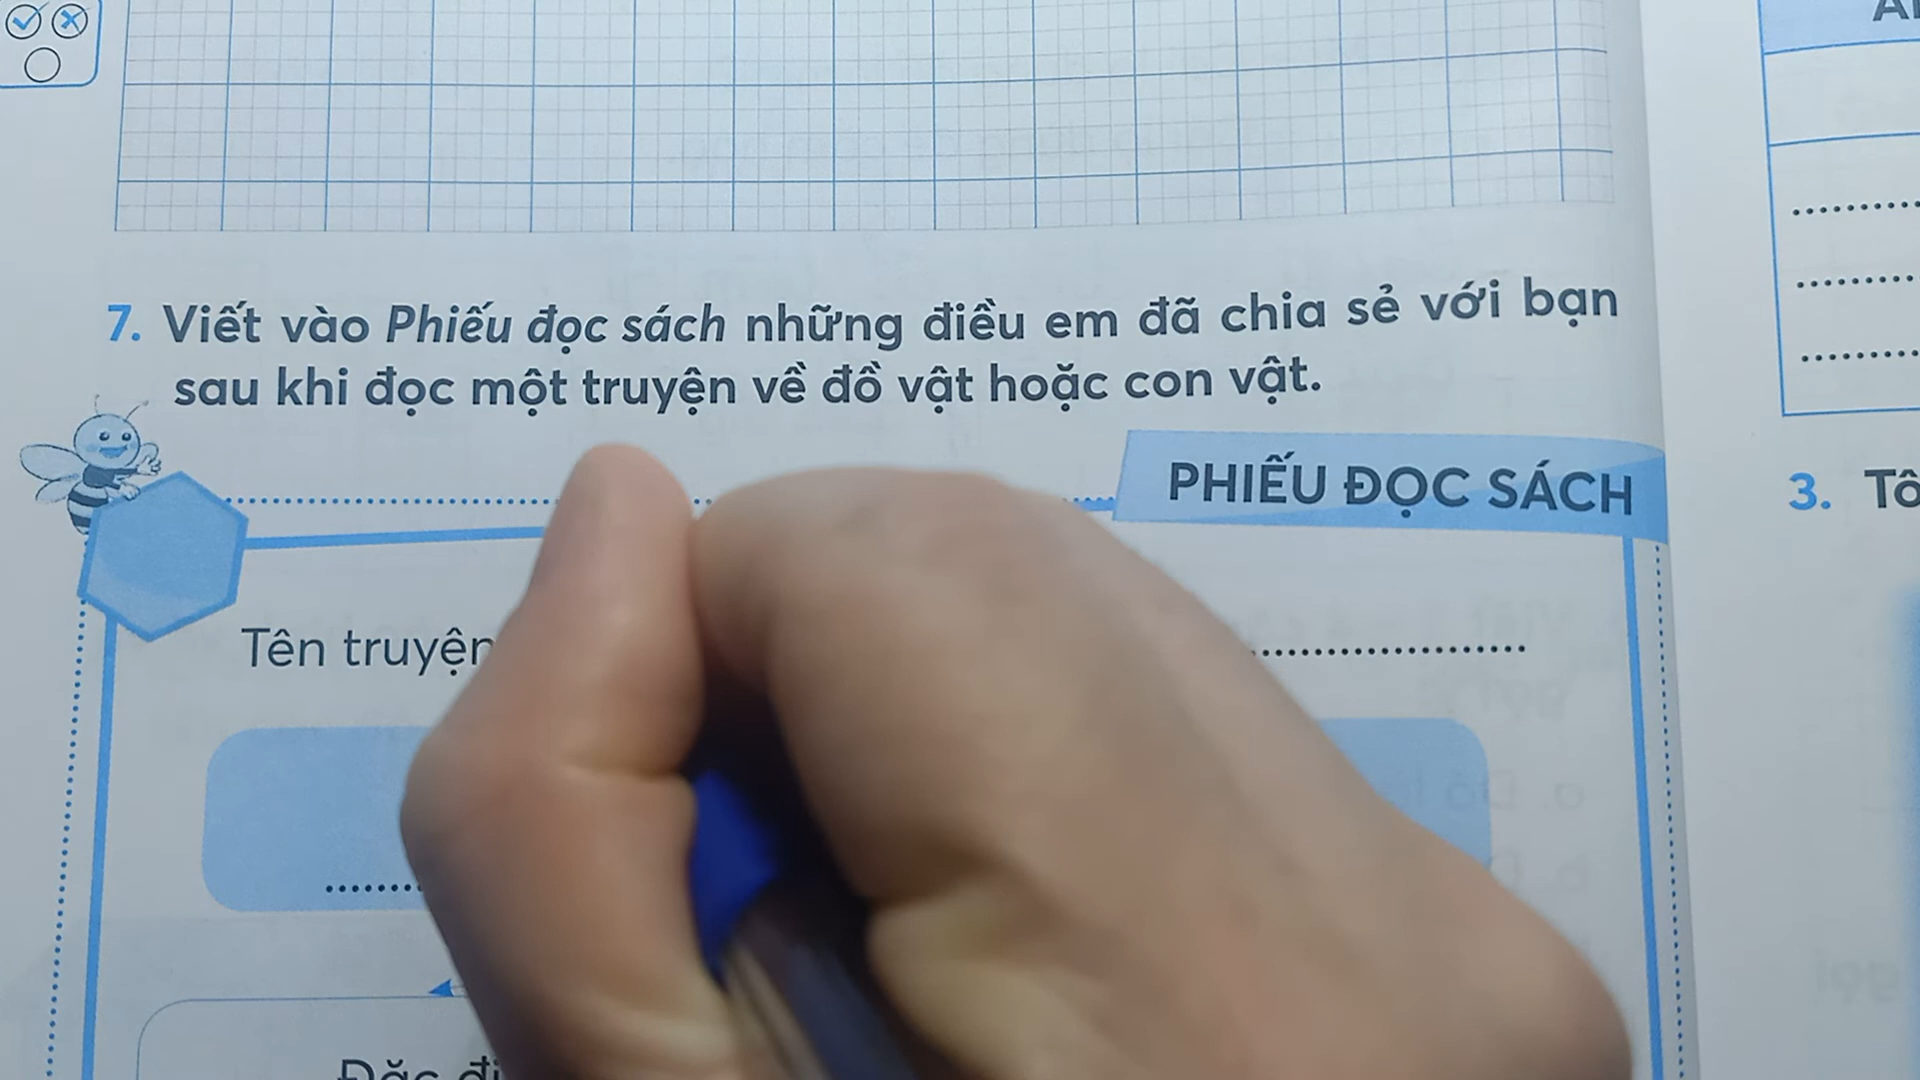 7. Viết vào Phiếu đọc sách những điều em đã chia sẻ với bạn
sau khi đọc một truyện về đồ vật hoặc con vật.
PHIẾU ĐỌC SÁCH
Tên truyện
Đặc
3. Tô